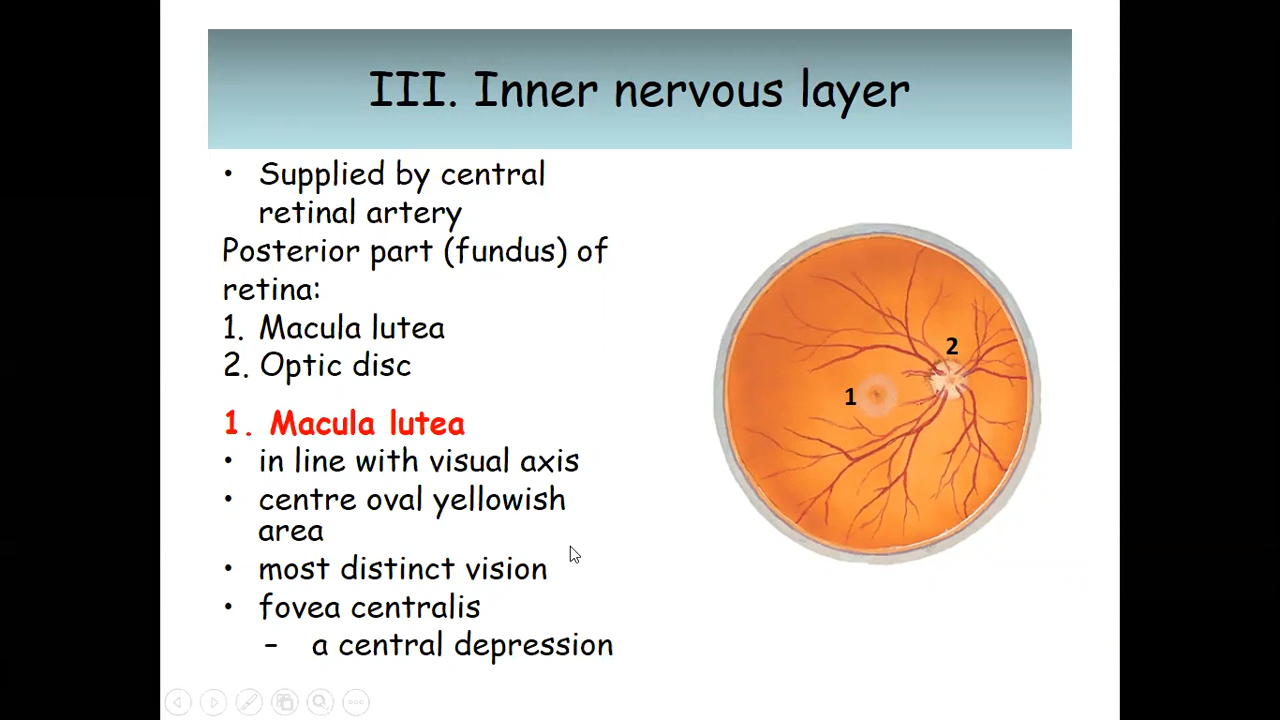 III. Inner nervous layer
• Supplied by central
retinal artery
Posterior part (fundus) of
retina:
1. Macula lutea
2. Optic disc
1. Macula lutea
• in line with visual axis
• centre oval yellowish
area
• most distinct vision
• fovea centralis
– a central depression
2
1